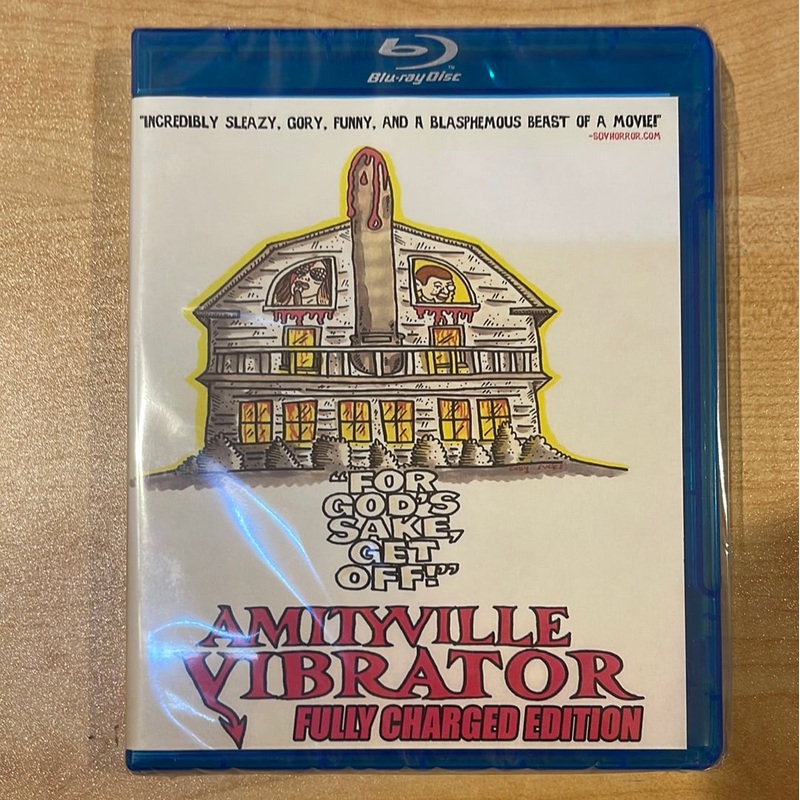 Blu-ray Disc
"INCREDIBLY SLEAZY, GORY, FUNNY, AND A BLASPHEMOUS BEAST OF A MOVIE!"
-SOVHORROR.COM
"FOR
GOD'S
SAKE,
GET
OFF!"
AMITYVILLE
VIBRATOR
FULLY CHARGED EDITION